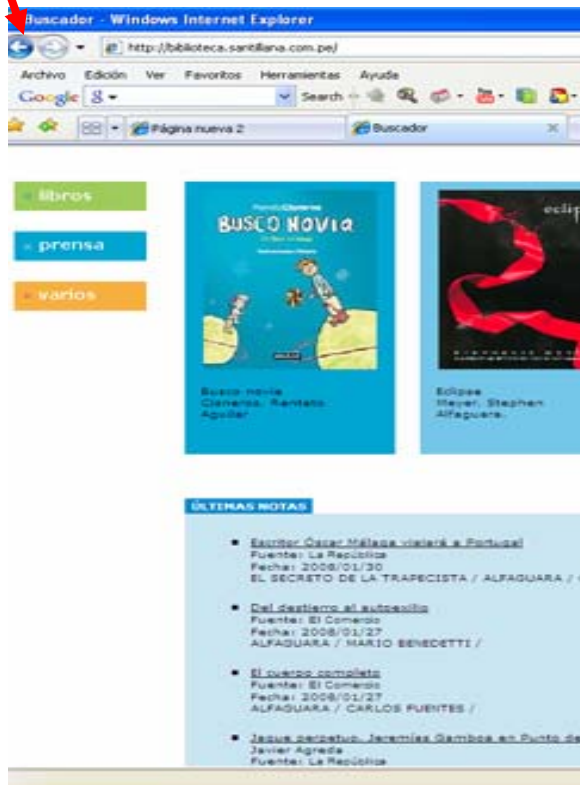 Buscador - Windows Internet Explorer
http://biblioteca.santillana.com.pe/
Archivo Edición Ver Favoritos Herramientas Ayuda
Google Search
Página nueva 2 Buscador
libros
prensa
varios
BUSCO NOVIA
eclip
Busco novia
Cisneros, Renato
Aguilar
Eclipse
Meyer, Stephen
Alfaguara.
ÚLTIMAS NOTAS
Escritor Óscar Málaga viajará a Portugal
Fuente: La República
Fecha: 2008/01/30
EL SECRETO DE LA TRAPECISTA / ALFAGUARA /
Del destierro al autoexilio
Fuente: El Comercio
Fecha: 2008/01/27
ALFAGUARA / MARIO BENEDETTI /
El cuerpo completo
Fuente: El Comercio
Fecha: 2008/01/27
ALFAGUARA / CARLOS FUENTES /
Jaque perpetuo. Jeremías Gamboa en Punto de
Javier Agreda
Fuente: La República